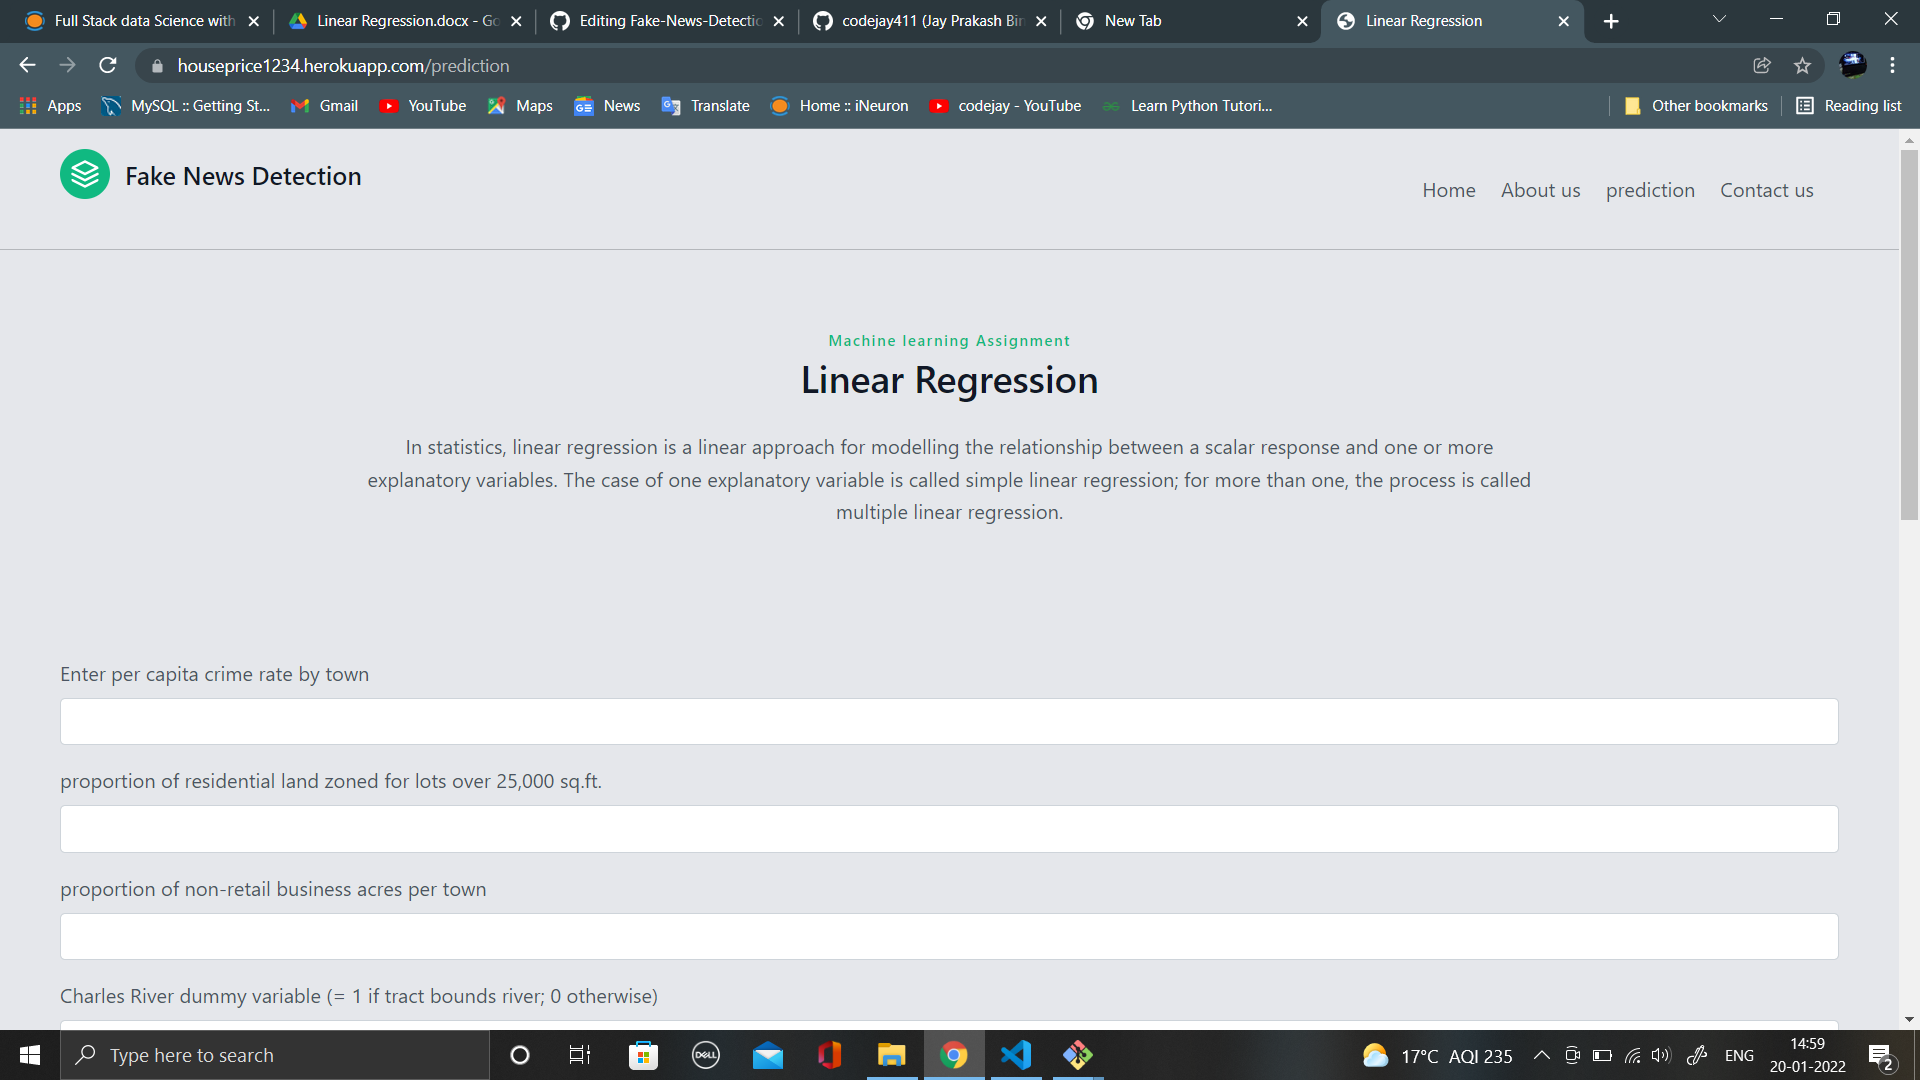 Full Stack data Science with
Linear Regression.docx - Go
Editing Fake-News-Detectio
codejay411 (Jay Prakash Bin
New Tab
Linear Regression
houseprice1234.herokuapp.com/prediction
Apps
MySQL :: Getting St...
Gmail
YouTube
Maps
News
Translate
Home :: iNeuron
codejay - YouTube
Learn Python Tutori...
Other bookmarks
Reading list
Fake News Detection
Home
About us
prediction
Contact us
Machine learning Assignment
Linear Regression
In statistics, linear regression is a linear approach for modelling the relationship between a scalar response and one or more
explanatory variables. The case of one explanatory variable is called simple linear regression; for more than one, the process is called
multiple linear regression.
Enter per capita crime rate by town
proportion of residential land zoned for lots over 25,000 sq.ft.
proportion of non-retail business acres per town
Charles River dummy variable (= 1 if tract bounds river; 0 otherwise)
Type here to search
DELL
17°C AQI 235
ENG
14:59
20-01-2022
2